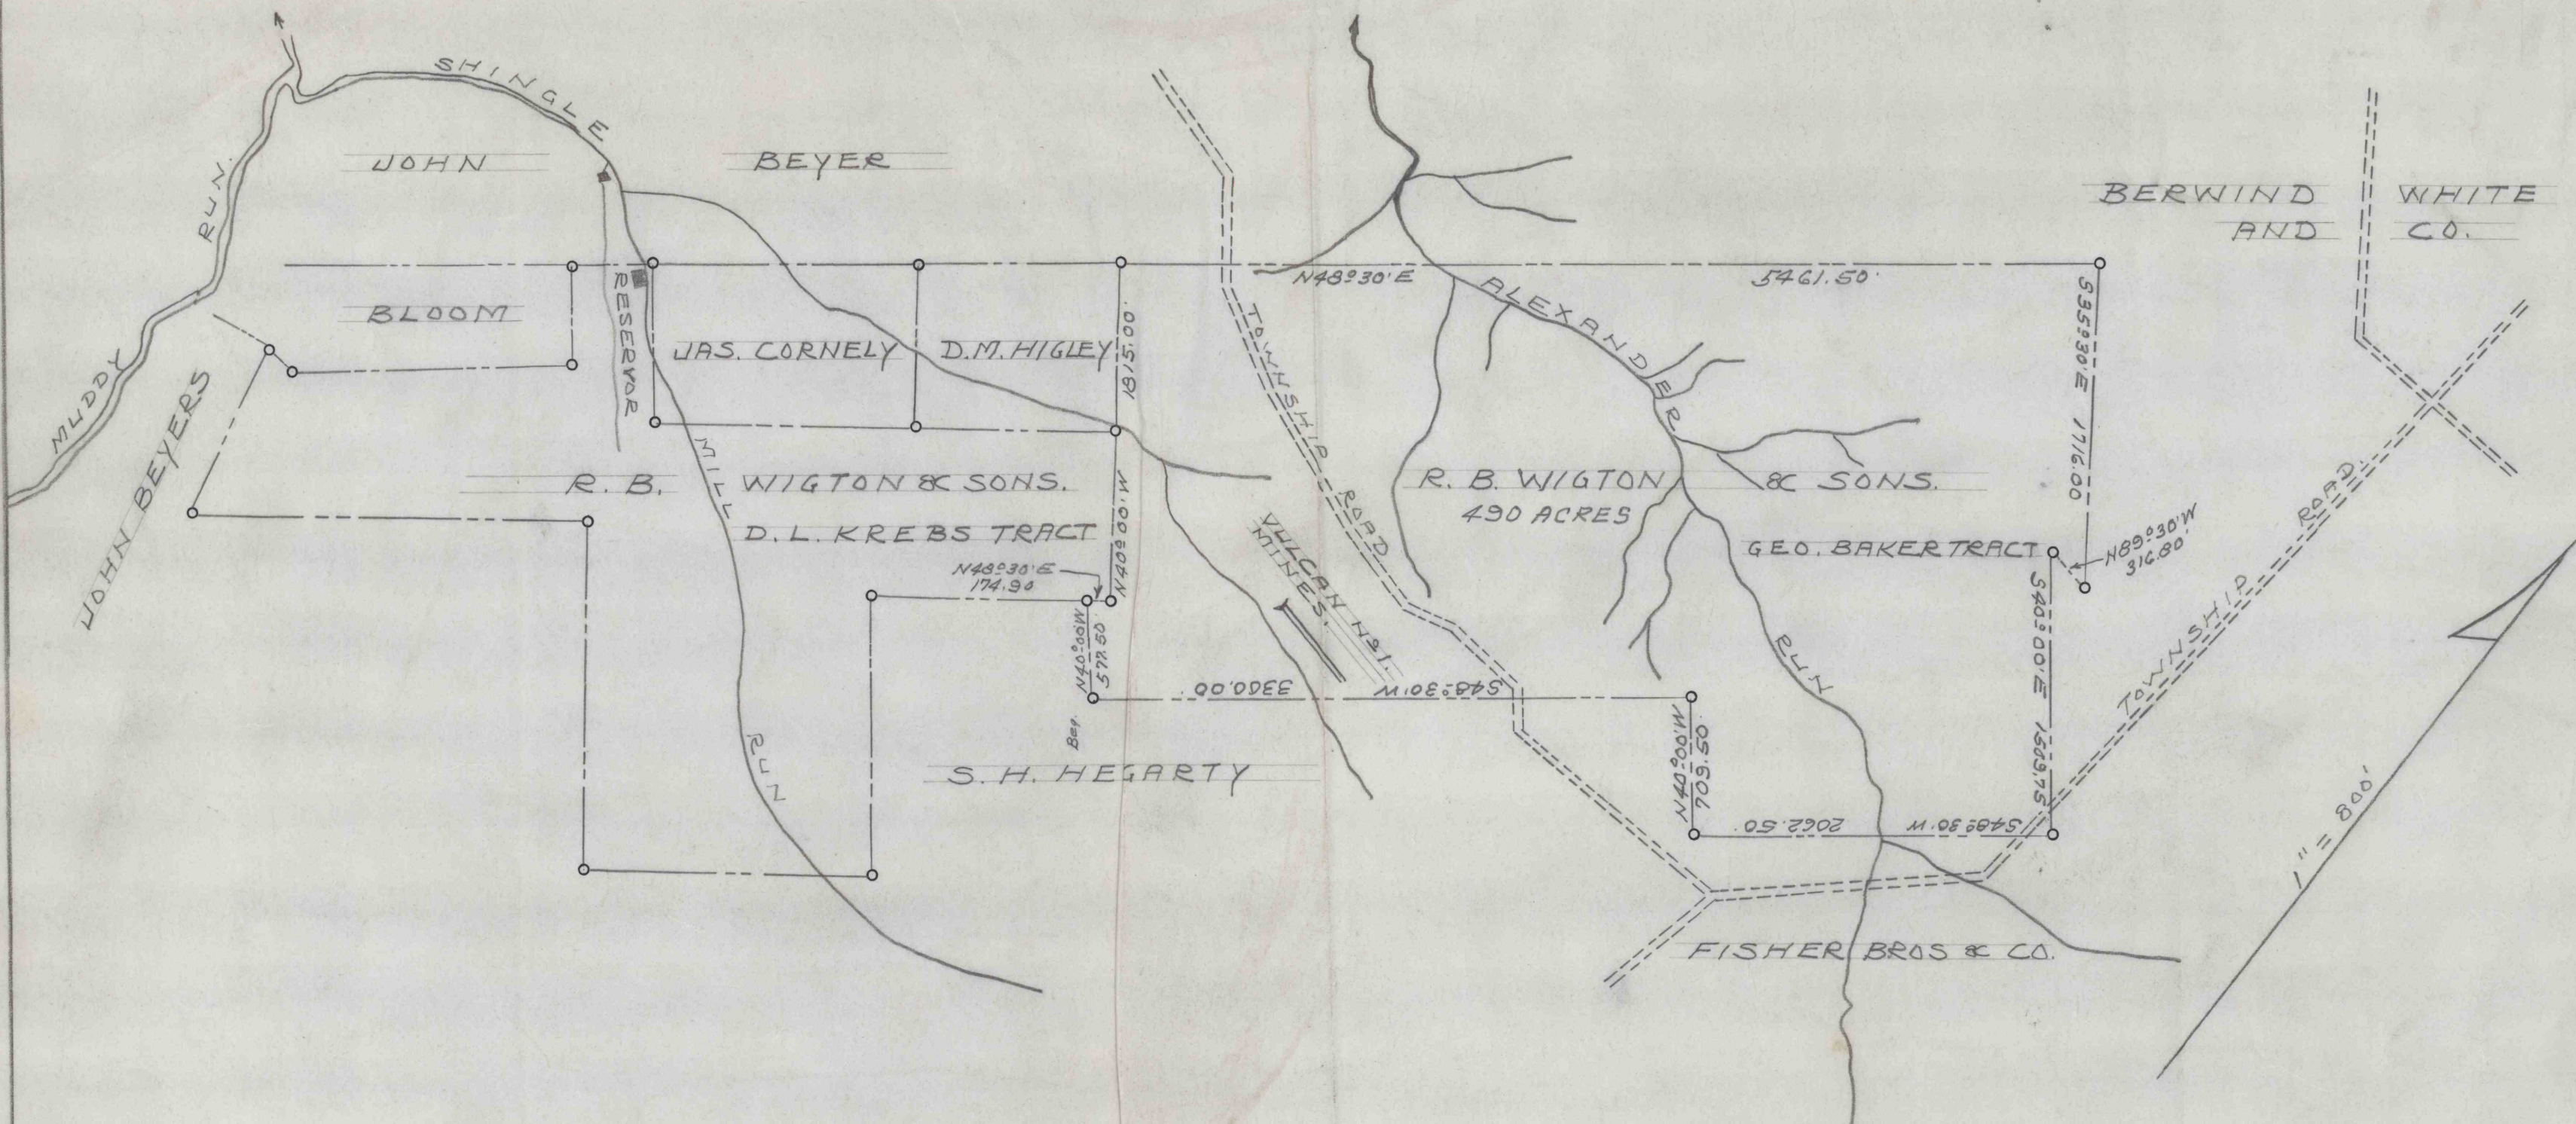 SHINGLE
MUDDY RUN.
JOHN BEYER
BERWIND WHITE
AND CO.
BLOOM
RESERVOR
JAS. CORNELY
D.M. HIGLEY
1815.00'
N48°30'E 5461.50'
S35°30'E 1716.00
ALEXANDER RUN
TOWNSHIP ROAD
JOHN BEYERS
MILL RUN
R. B. WIGTON & SONS.
D. L. KREBS TRACT
N40°00'W
N48°30'E
174.90
N40°00'W
577.50
Beg.
VULCAN No1.
MINES.
R. B. WIGTON & SONS.
490 ACRES
GEO. BAKER TRACT
N89°30'W
316.80'
S40°00'E 1509.75
TOWNSHIP ROAD.
S48°30'W 3300.00'
N40°00'W
709.50'
S48°30'W 2062.50'
S. H. HEGARTY
FISHER BROS & CO.
1" = 800'